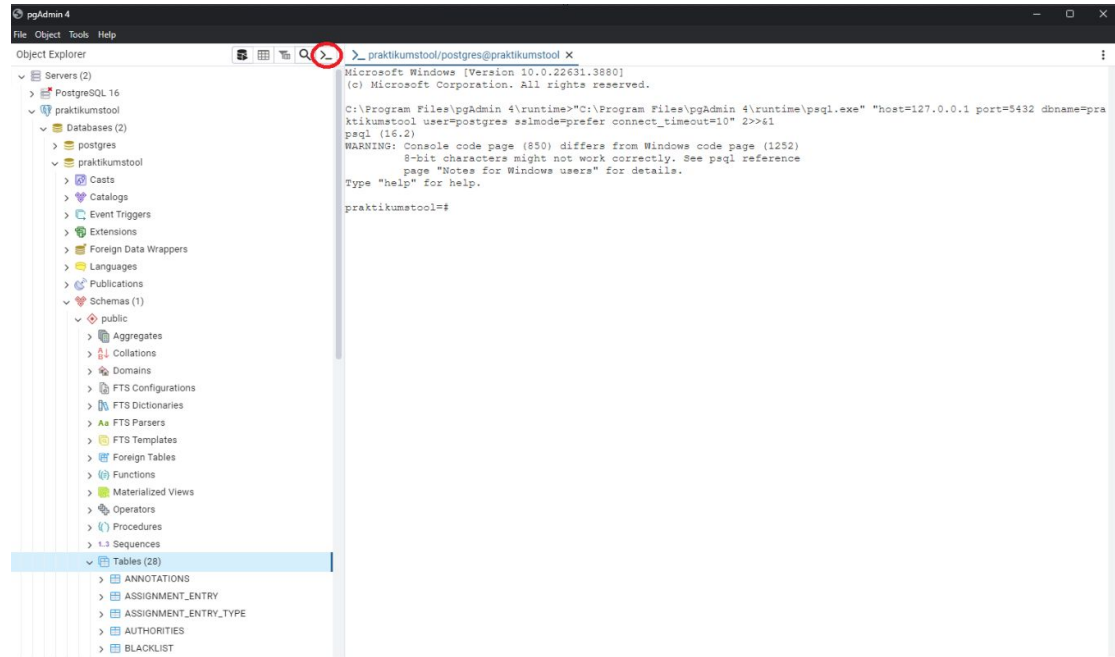 pgAdmin 4
File Object Tools Help
Object Explorer
Servers (2)
PostgreSQL 16
praktikumstool
Databases (2)
postgres
praktikumstool
Casts
Catalogs
Event Triggers
Extensions
Foreign Data Wrappers
Languages
Publications
Schemas (1)
public
Aggregates
Collations
Domains
FTS Configurations
FTS Dictionaries
FTS Parsers
FTS Templates
Foreign Tables
Functions
Materialized Views
Operators
Procedures
Sequences
Tables (28)
ANNOTATIONS
ASSIGNMENT_ENTRY
ASSIGNMENT_ENTRY_TYPE
AUTHORITIES
BLACKLIST
praktikumstool/postgres@praktikumstool
Microsoft Windows [Version 10.0.22631.3880]
(c) Microsoft Corporation. All rights reserved.
C:\Program Files\pgAdmin 4\runtime>"C:\Program Files\pgAdmin 4\runtime\psql.exe" "host=127.0.0.1 port=5432 dbname=pra
ktikumstool user=postgres sslmode=prefer connect_timeout=10" 2>>&1
psql (16.2)
WARNING: Console code page (850) differs from Windows code page (1252)
8-bit characters might not work correctly. See psql reference
page "Notes for Windows users" for details.
Type "help" for help.
praktikumstool=#